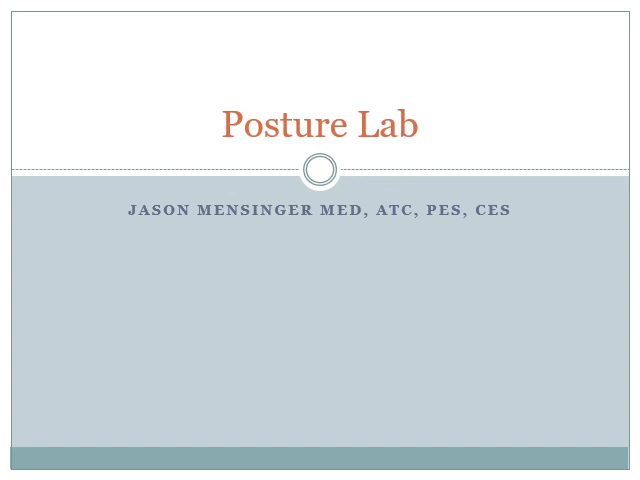 Posture Lab
JASON MENSINGER MED, ATC, PES, CES